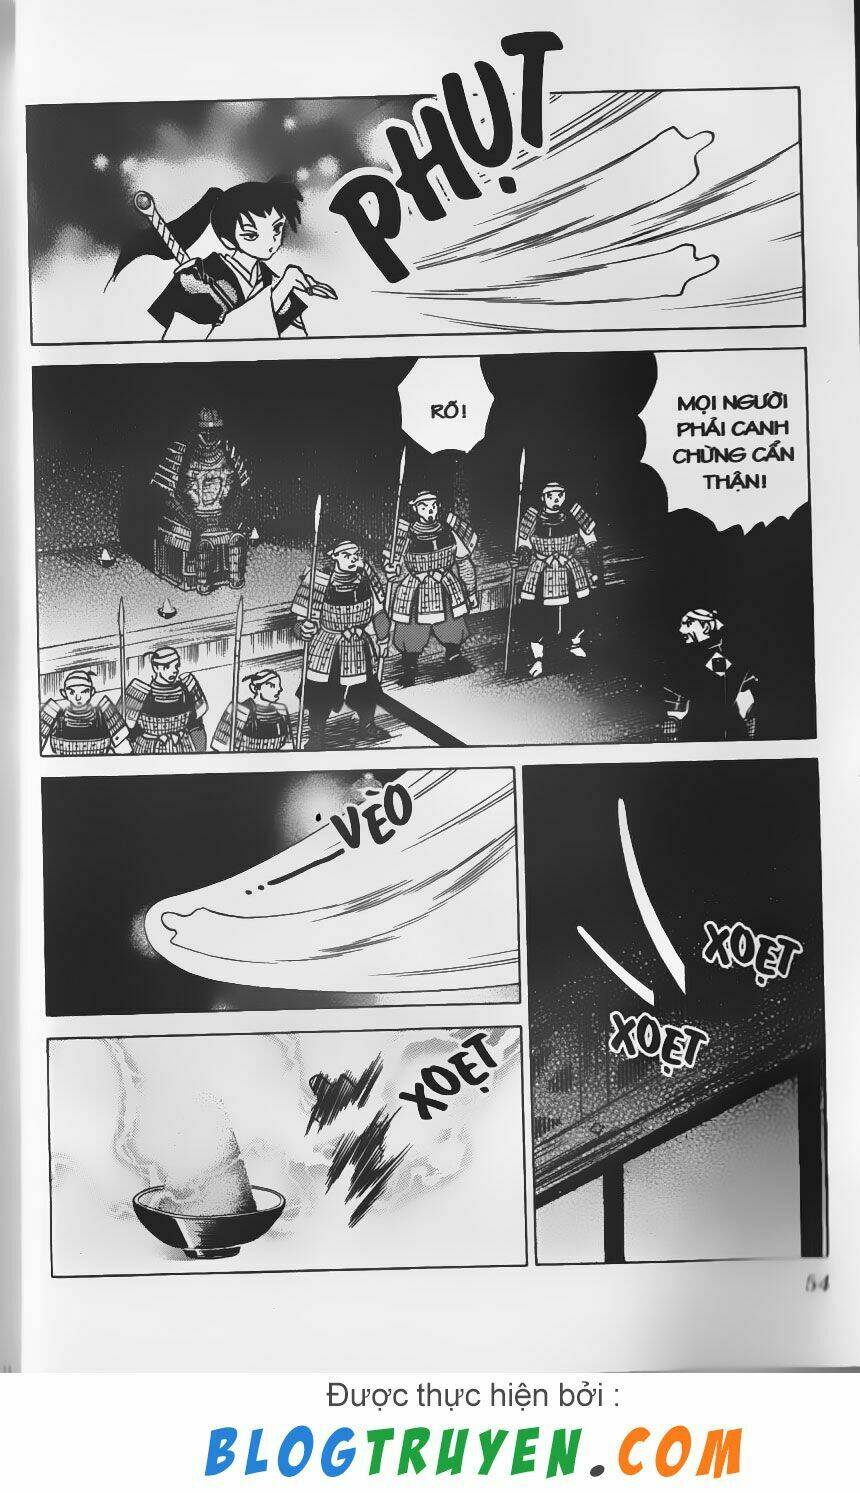 PHỤT
RÕ!
MỌI NGƯỜI
PHẢI CANH
CHỪNG CẨN
THẬN!
VÈO
XOẸT
XOẸT
XOẸT
54
Được thực hiện bởi :
BLOGTRUYEN.COM